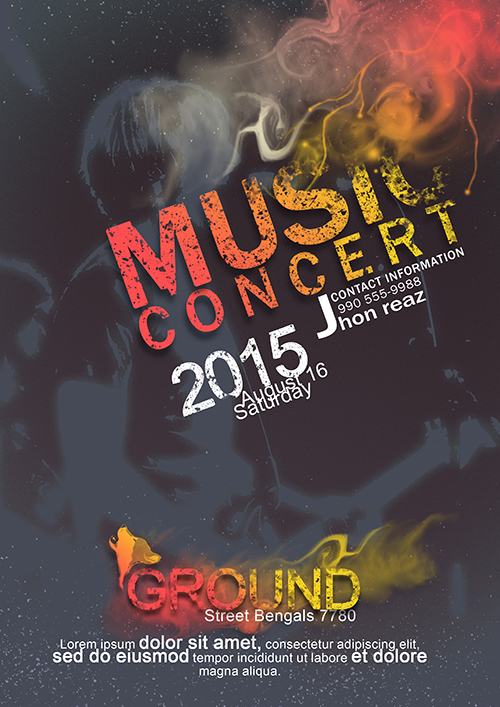 MUSIC
CONCERT
CONTACT INFORMATION
990 555-9988
Jhon reaz
2015
August 16
Saturday
GROUND
Street Bengals 7780
Lorem ipsum dolor sit amet, consectetur adipiscing elit,
sed do eiusmod tempor incididunt ut labore et dolore
magna aliqua.